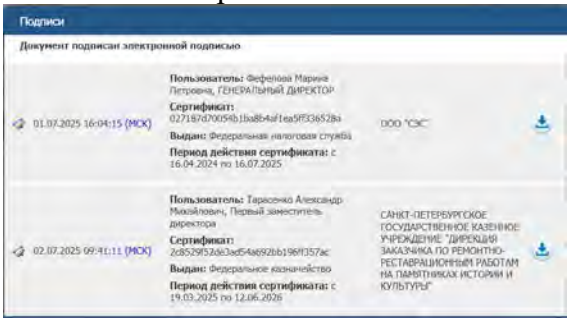 Подписи
Документ подписан электронной подписью
01.07.2025 16:04:15 (МСК)
Пользователь: Фефелова Марина
Петровна, ГЕНЕРАЛЬНЫЙ ДИРЕКТОР
Сертификат:
Выдан: Федеральная налоговая служба
Период действия сертификата: с
16.04.2024 по 16.07.2025
ООО "СЭС"
02.07.2025 09:41:11 (МСК)
Пользователь: Тарасенко Александр
Михайлович, Первый заместитель
директора
Сертификат:
Выдан: Федеральное казначейство
Период действия сертификата: с
19.03.2025 по 12.06.2026
САНКТ-ПЕТЕРБУРГСКОЕ
ГОСУДАРСТВЕННОЕ КАЗЕННОЕ
УЧРЕЖДЕНИЕ "ДИРЕКЦИЯ
ЗАКАЗЧИКА ПО РЕМОНТНО-
РЕСТАВРАЦИОННЫМ РАБОТАМ
НА ПАМЯТНИКАХ ИСТОРИИ И
КУЛЬТУРЫ"